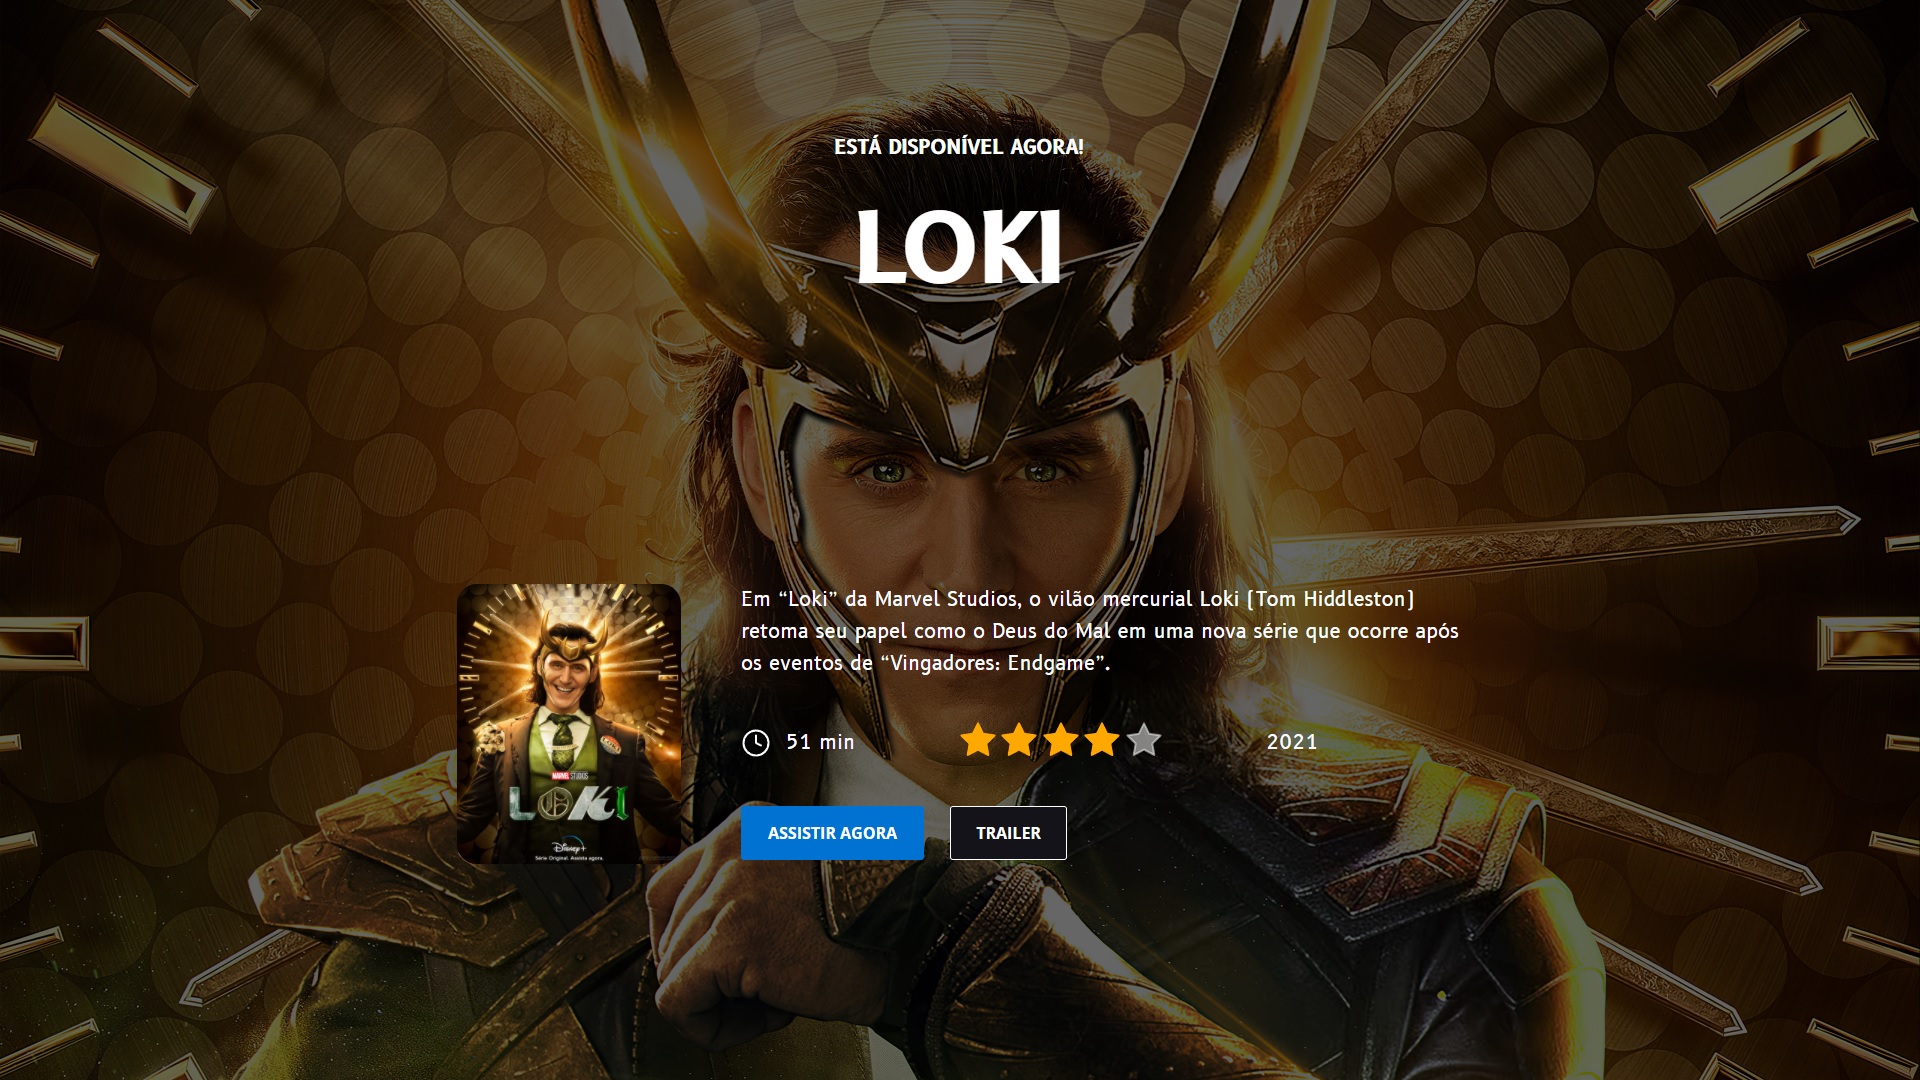 ESTÁ DISPONÍVEL AGORA!
LOKI
Em “Loki” da Marvel Studios, o vilão mercurial Loki (Tom Hiddleston)
retoma seu papel como o Deus do Mal em uma nova série que ocorre após
os eventos de “Vingadores: Endgame”.
MARVEL STUDIOS
LOKI
Disney+
Série Original. Assista agora.
51 min
2021
ASSISTIR AGORA
TRAILER